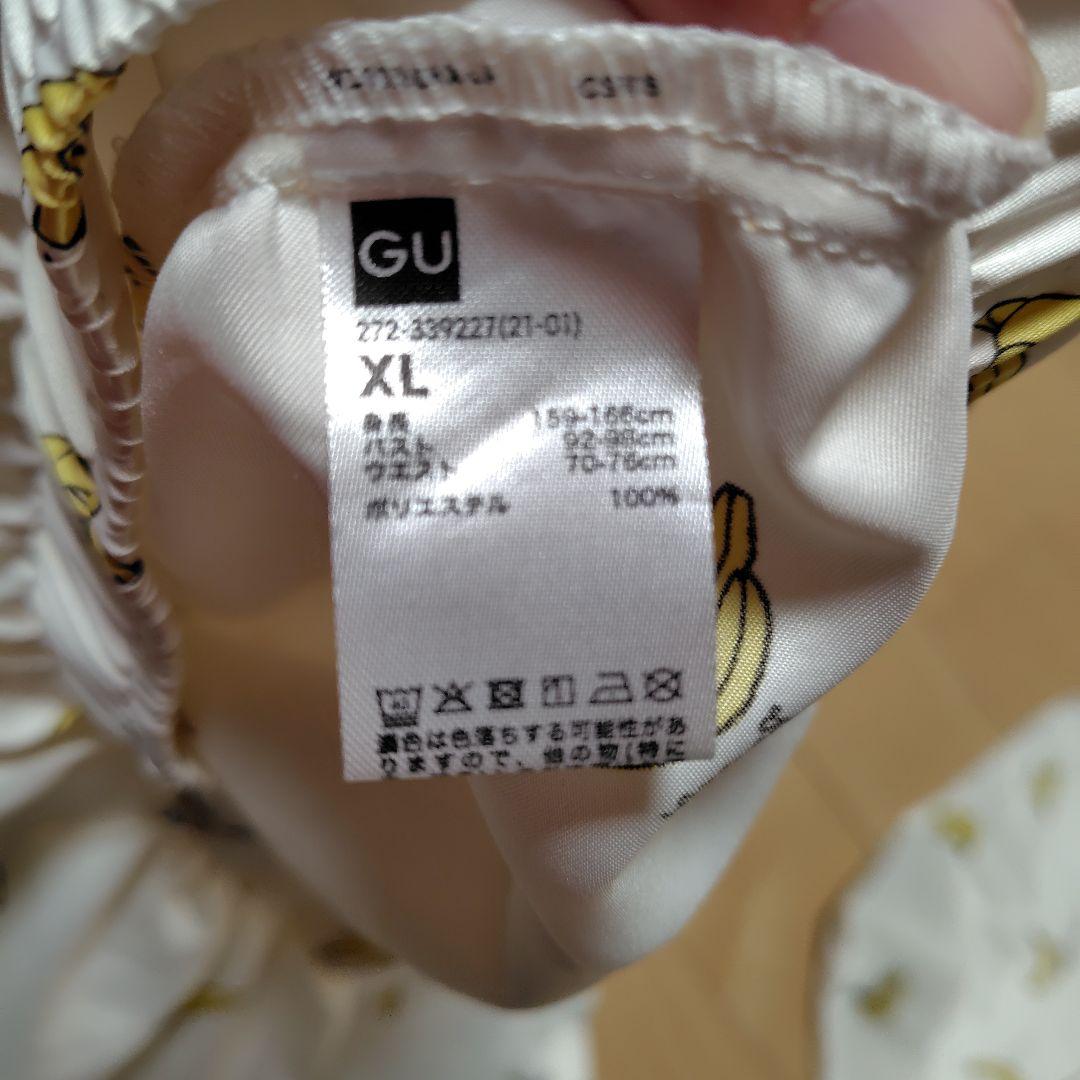 GU
272-339227(21-01)
XL
身長 159-166cm
バスト 92-98cm
ウエスト 70-76cm
ポリエステル 100%
濃色は色落ちする可能性があ
りますので、他の物(特に